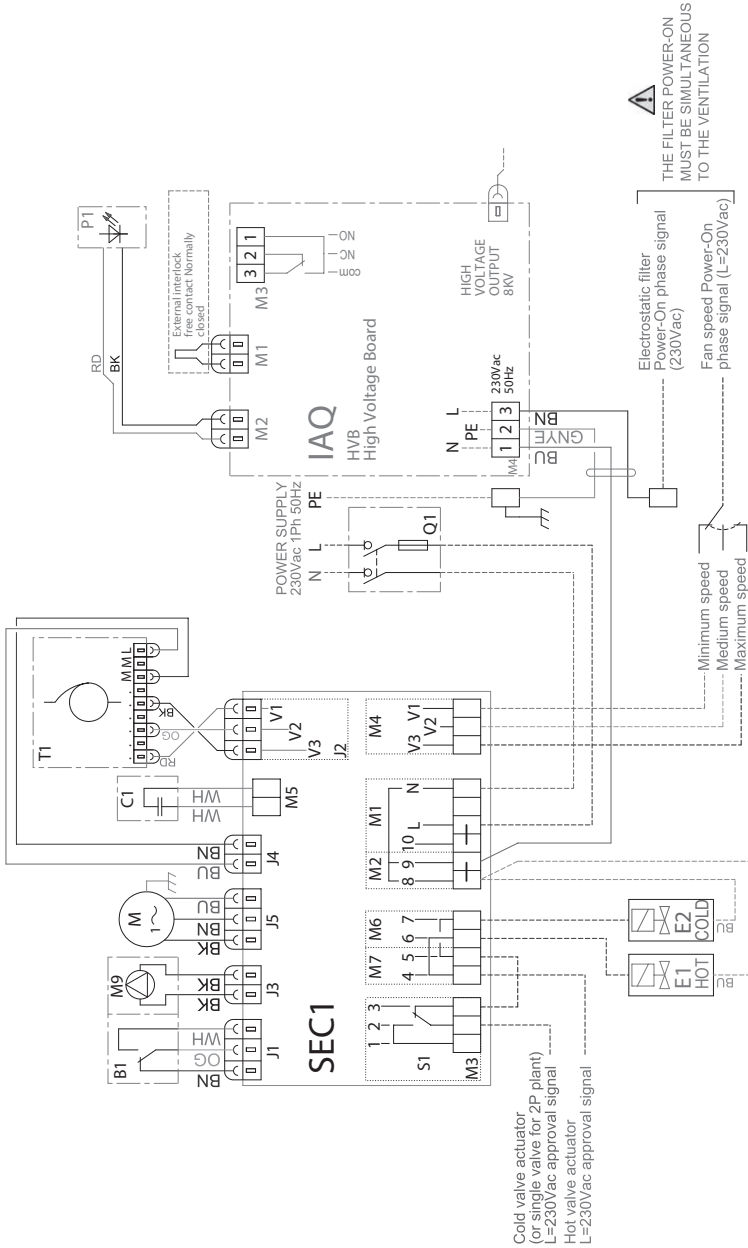 T1
RD
OG
BK
M
M
L
C1
WH
WH
M
1~
M9
B1
BN
OG
WH
BK
BK
BK
BN
BU
BU
BN
J1
J3
J5
J4
M5
V3
V2
V1
J2
SEC1
1
2
3
S1
M3
M7
M6
4
5
6
7
M2
M1
8
9
10
L
N
M4
V3
V2
V1
P1
RD
BK
External interlock
free contact Normally
closed
M2
M1
M3
3
2
1
com
NC
NO
IAQ
HVB
High Voltage Board
HIGH
VOLTAGE
OUTPUT
8KV
N
PE
L
1
2
3
M4
230Vac
50Hz
BU
GNYE
BN
POWER SUPPLY
230Vac 1Ph 50Hz
N
L
PE
Q1
E1
HOT
BU
E2
COLD
BU
Cold valve actuator
(or single valve for 2P plant)
L=230Vac approval signal
Hot valve actuator
L=230Vac approval signal
Minimum speed
Medium speed
Maximum speed
Electrostatic filter
Power-On phase signal
(230Vac)
Fan speed Power-On
phase signal (L=230Vac)
THE FILTER POWER-ON
MUST BE SIMULTANEOUS
TO THE VENTILATION